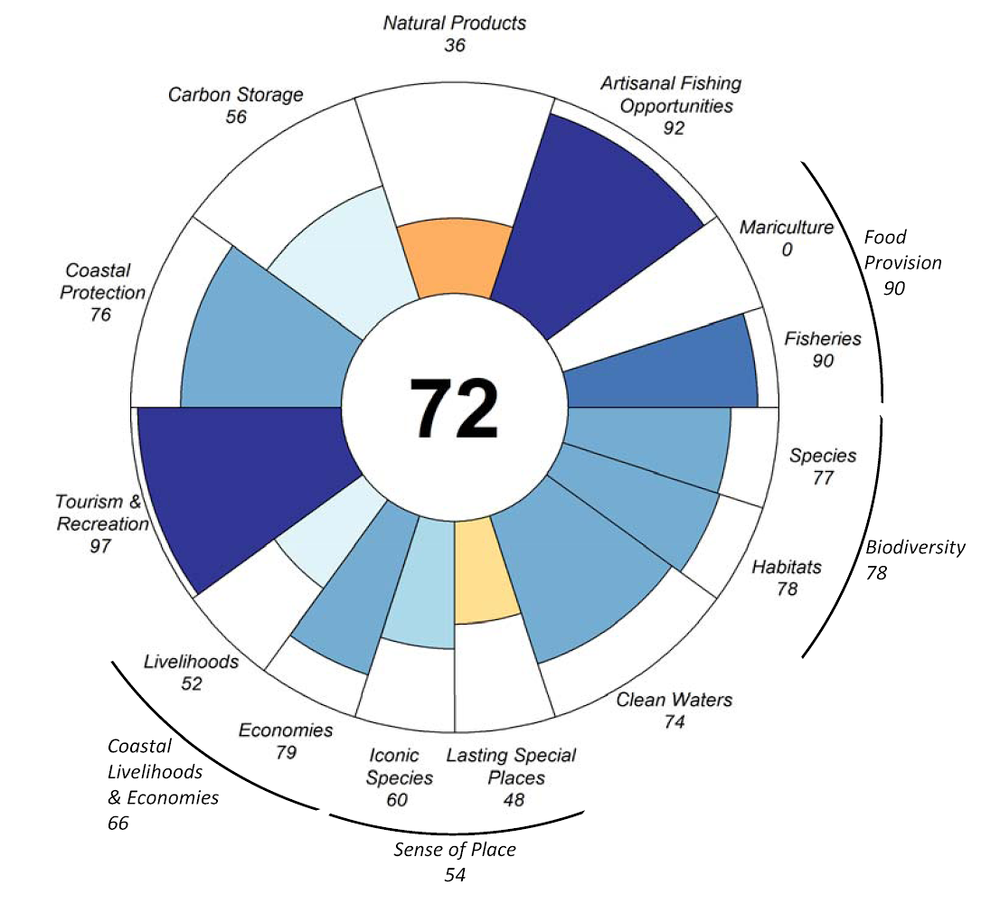 Natural Products
36
Artisanal Fishing
Opportunities
92
Mariculture
0
Food
Provision
90
Fisheries
90
Species
77
Biodiversity
78
Habitats
78
Clean Waters
74
Lasting Special
Places
48
Iconic
Species
60
Sense of Place
54
Economies
79
Livelihoods
52
Coastal
Livelihoods
& Economies
66
Tourism &
Recreation
97
Coastal
Protection
76
Carbon Storage
56
72